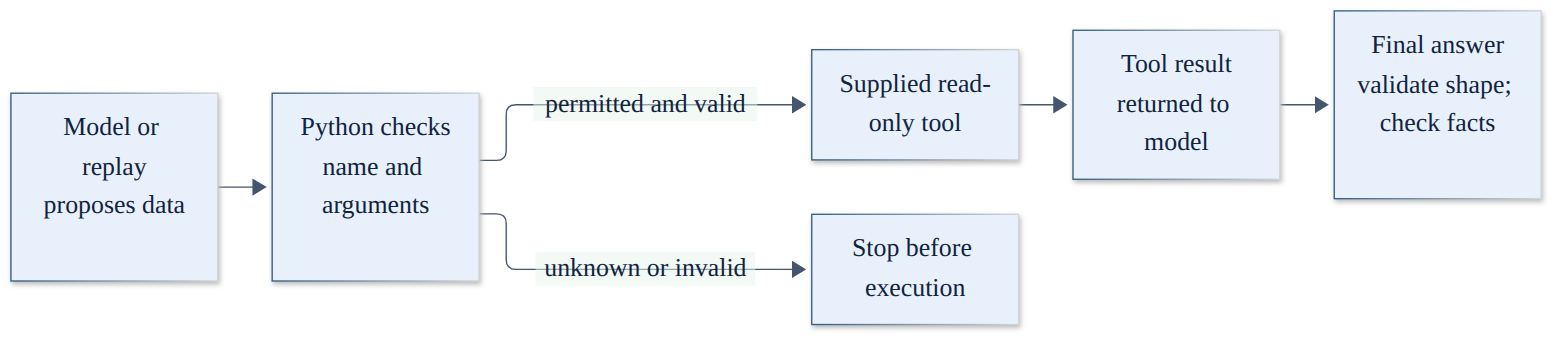 Model or
replay
proposes data
Python checks
name and
arguments
permitted and valid
unknown or invalid
Supplied read-
only tool
Stop before
execution
Tool result
returned to
model
Final answer
validate shape;
check facts